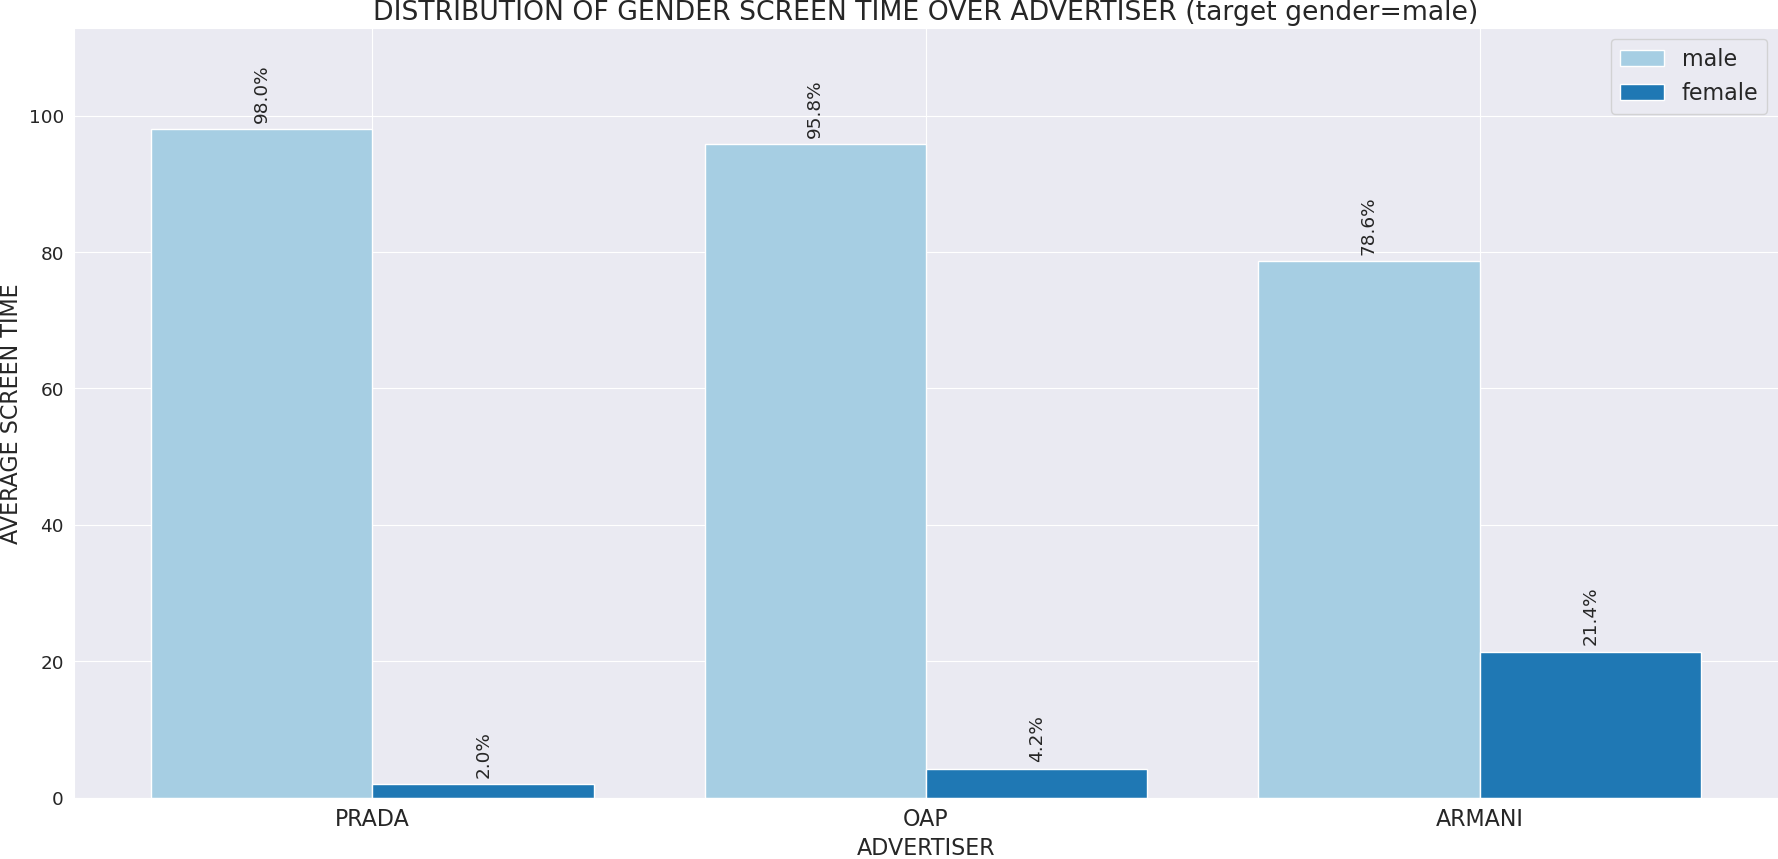 DISTRIBUTION OF GENDER SCREEN TIME OVER ADVERTISER (target gender=male)
male
female
AVERAGE SCREEN TIME
100
80
60
40
20
0
98.0%
2.0%
95.8%
4.2%
78.6%
21.4%
PRADA
OAP
ARMANI
ADVERTISER